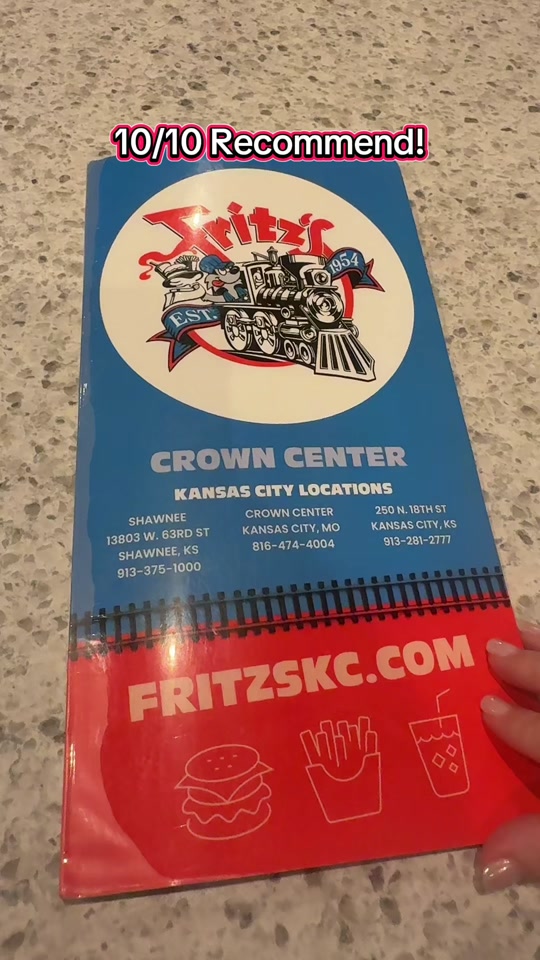 10/10 Recommend!
Fritz's
EST. 1954
CROWN CENTER
KANSAS CITY LOCATIONS
SHAWNEE
13803 W. 63RD ST
SHAWNEE, KS
913-375-1000
CROWN CENTER
KANSAS CITY, MO
816-474-4004
250 N. 18TH ST
KANSAS CITY, KS
913-281-2777
FRITZSKC.COM